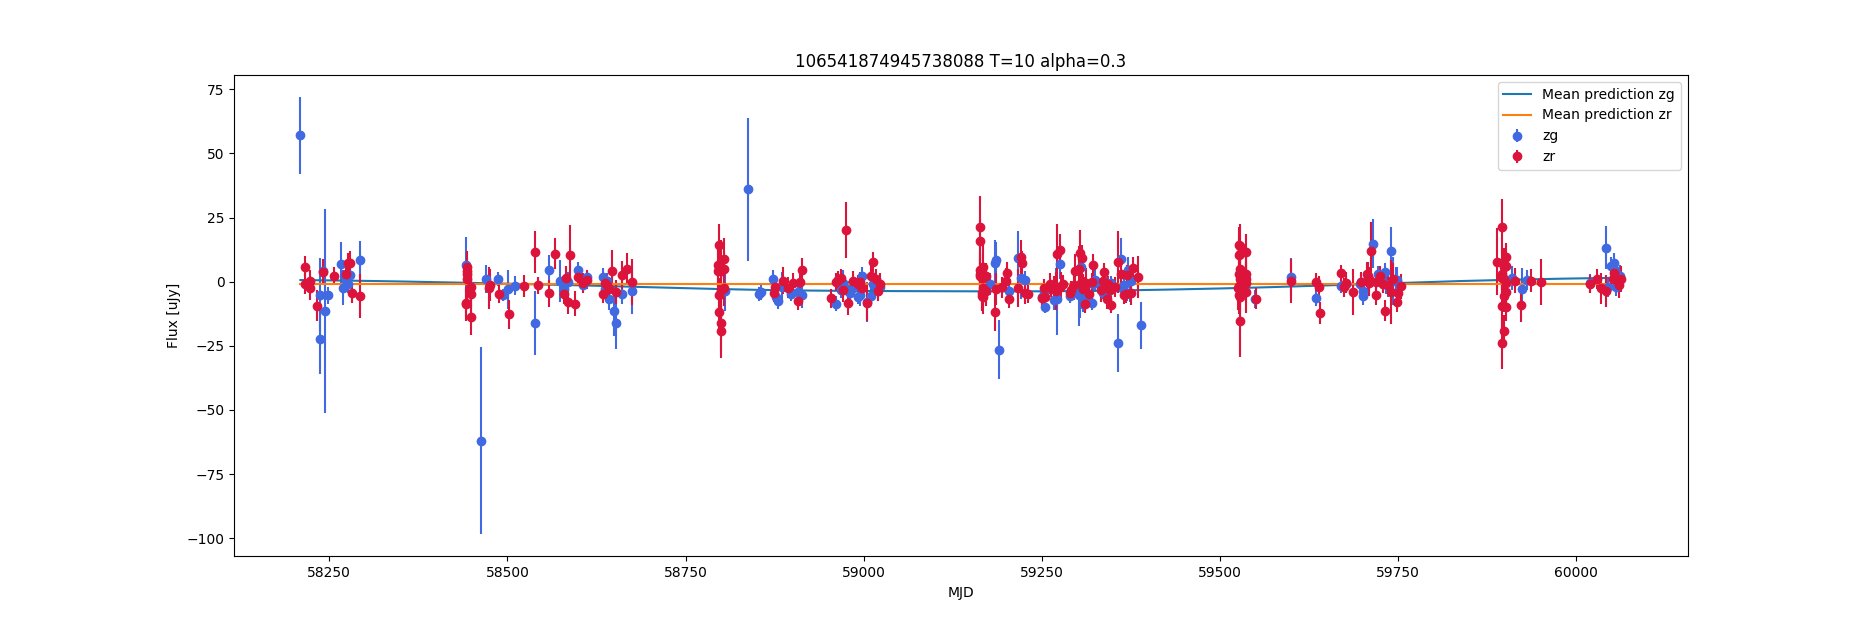 106541874945738088 T=10 alpha=0.3
Mean prediction zg
Mean prediction zr
zg
zr
75
50
25
0
−25
−50
−75
−100
Flux [uJy]
58250
58500
58750
59000
59250
59500
59750
60000
MJD